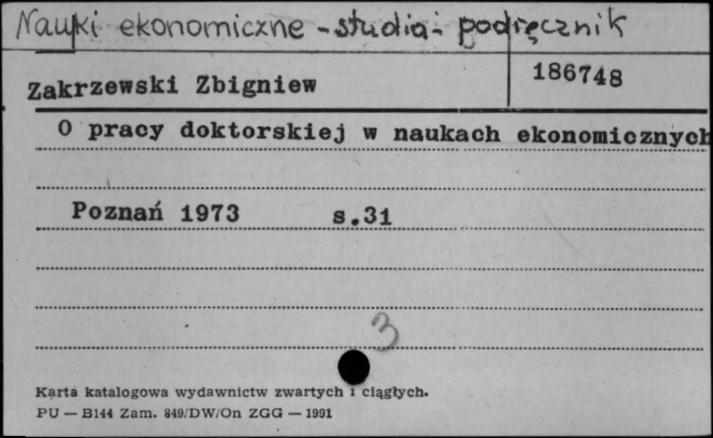 Nauki ekonomiczne - studia - podręcznik
Zakrzewski Zbigniew
186748
O pracy doktorskiej w naukach ekonomicznych
Poznań 1973 s.31
3
Karta katalogowa wydawnictw zwartych i ciągłych.
PU — B144 Zam. 849/DW/On ZGG — 1991